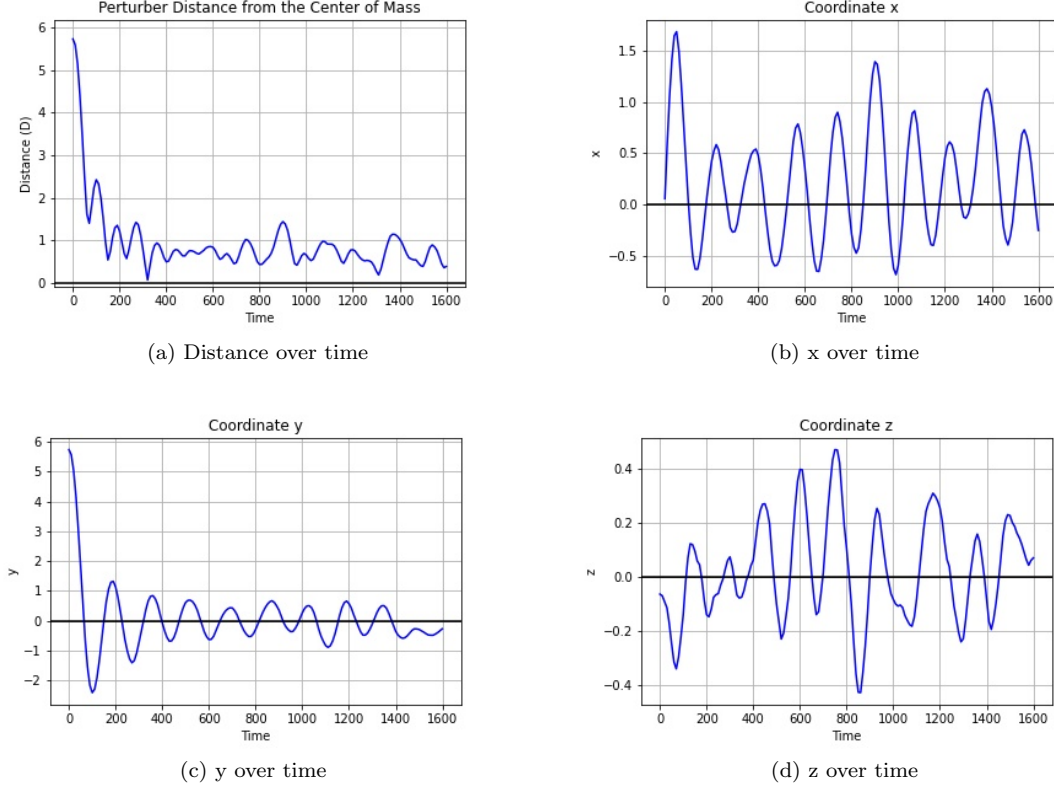 Perturber Distance from the Center of Mass
Distance (D)
6
5
4
3
2
1
0
0 200 400 600 800 1000 1200 1400 1600
Time
(a) Distance over time
Coordinate x
x
1.5
1.0
0.5
0.0
−0.5
0 200 400 600 800 1000 1200 1400 1600
Time
(b) x over time
Coordinate y
y
6
5
4
3
2
1
0
−1
−2
0 200 400 600 800 1000 1200 1400 1600
Time
(c) y over time
Coordinate z
z
0.4
0.2
0.0
−0.2
−0.4
0 200 400 600 800 1000 1200 1400 1600
Time
(d) z over time